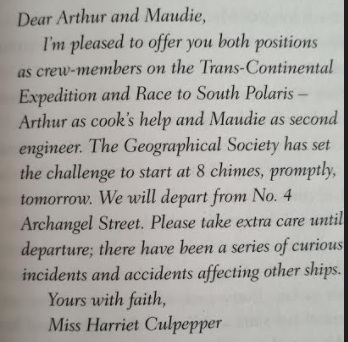 Dear Arthur and Maudie,
I'm pleased to offer you both positions
as crew-members on the Trans-Continental
Expedition and Race to South Polaris –
Arthur as cook's help and Maudie as second
engineer. The Geographical Society has set
the challenge to start at 8 chimes, promptly,
tomorrow. We will depart from No. 4
Archangel Street. Please take extra care until
departure; there have been a series of curious
incidents and accidents affecting other ships.
Yours with faith,
Miss Harriet Culpepper